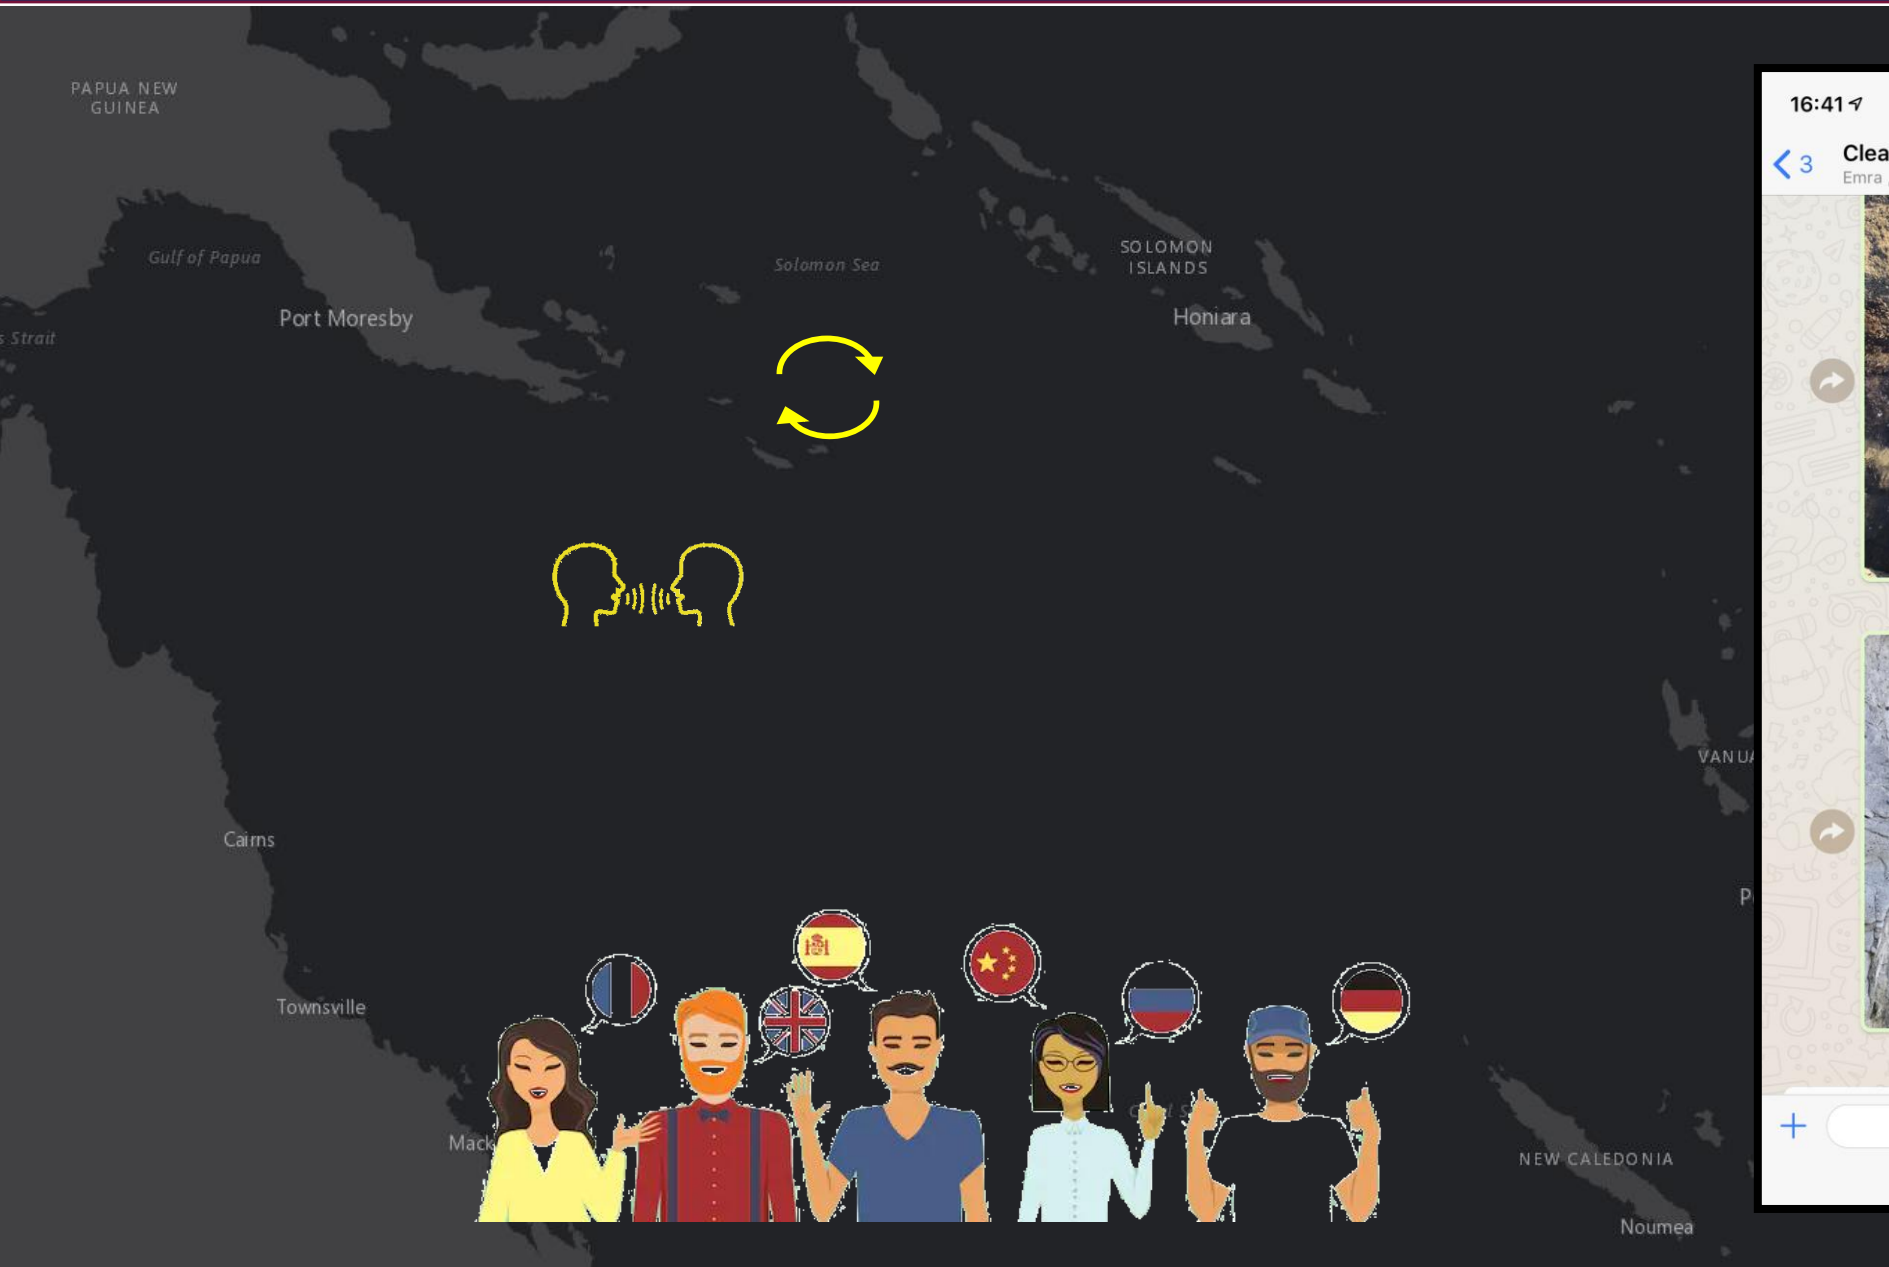 PAPUA NEW
GUINEA
16:41
3
Clea
Emra
Gulf of Papua
Solomon Sea
SOLOMON
ISLANDS
Port Moresby
Honiara
s Strait
VANUA
Cairns
P
Townsville
Mack
NEW CALEDONIA
Noumea